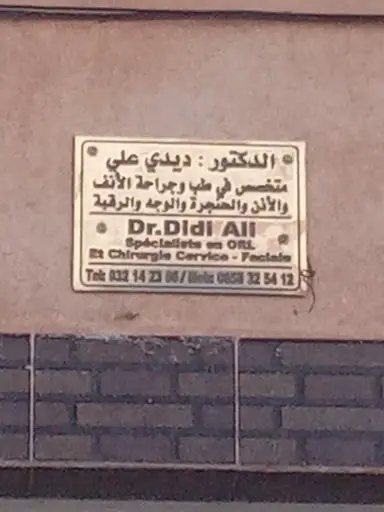 الدكتور : ديدي علي
متخصص في طب وجراحة الأنف
والأذن والحنجرة والوجه والرقبة
Dr.Didi Ali
Spécialiste en ORL
Et Chirurgie Cervico - Faciale
Tel: 032 14 23 06 / Mob: 0658 32 54 12